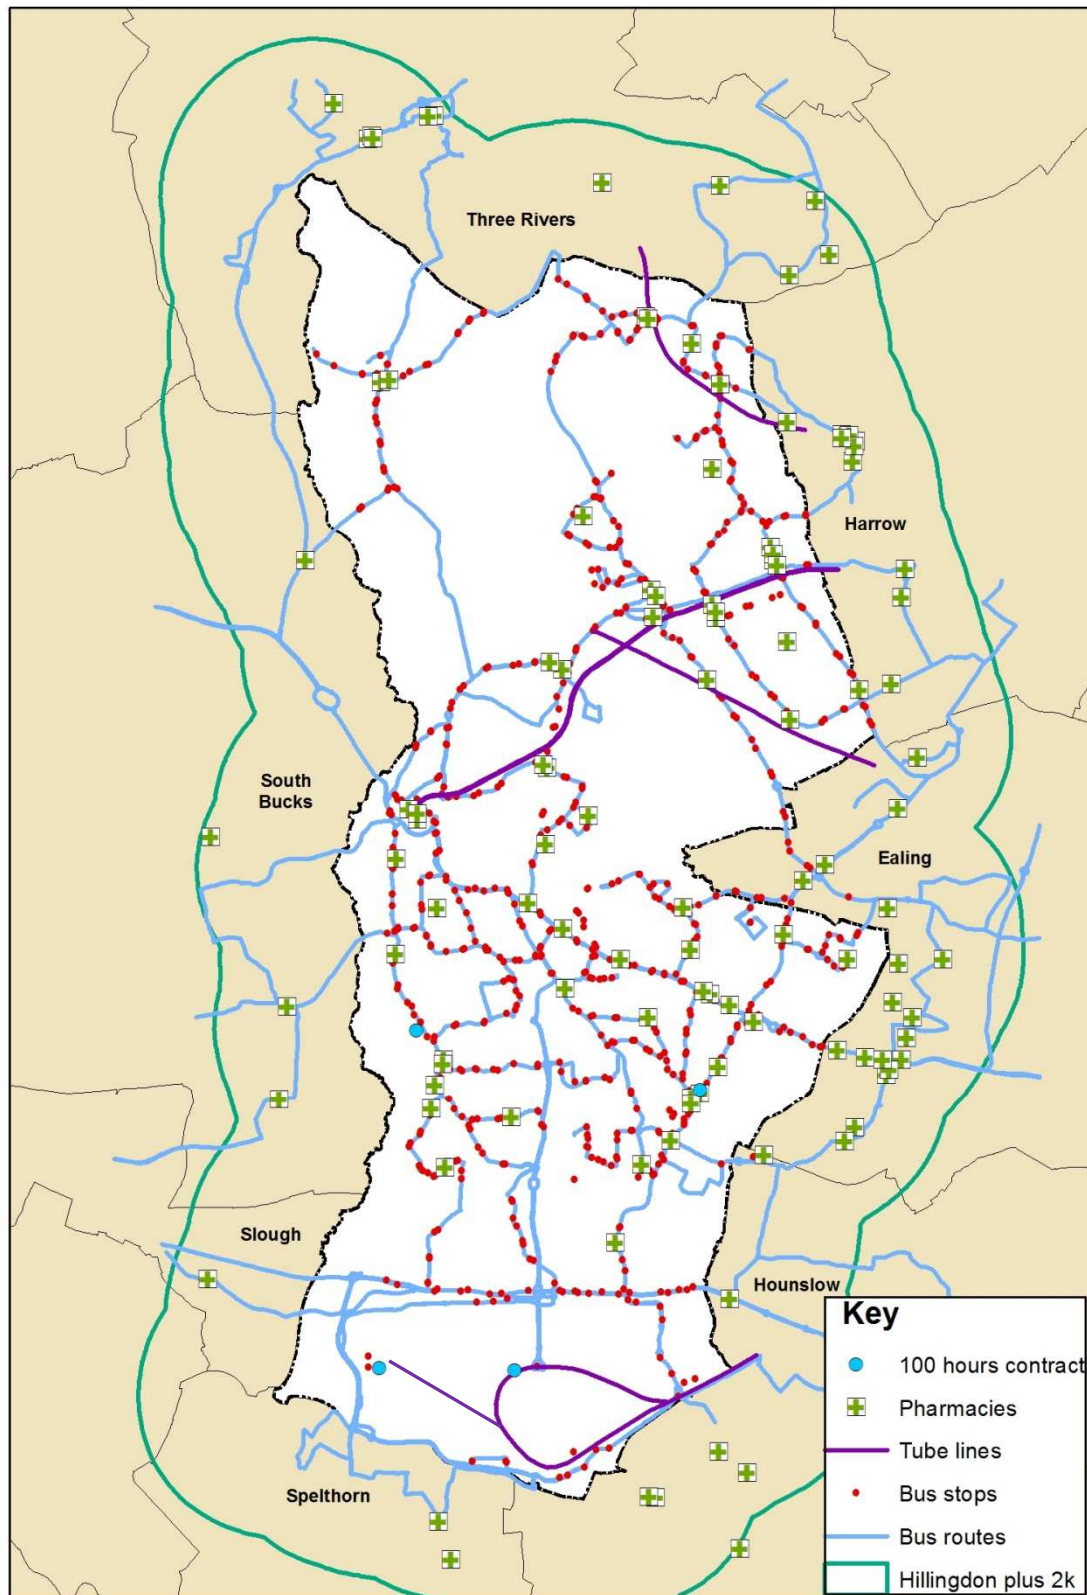 Three Rivers
Harrow
South
Bucks
Ealing
Slough
Hounslow
Spelthorn
Key
100 hours contract
Pharmacies
Tube lines
Bus stops
Bus routes
Hillingdon plus 2k